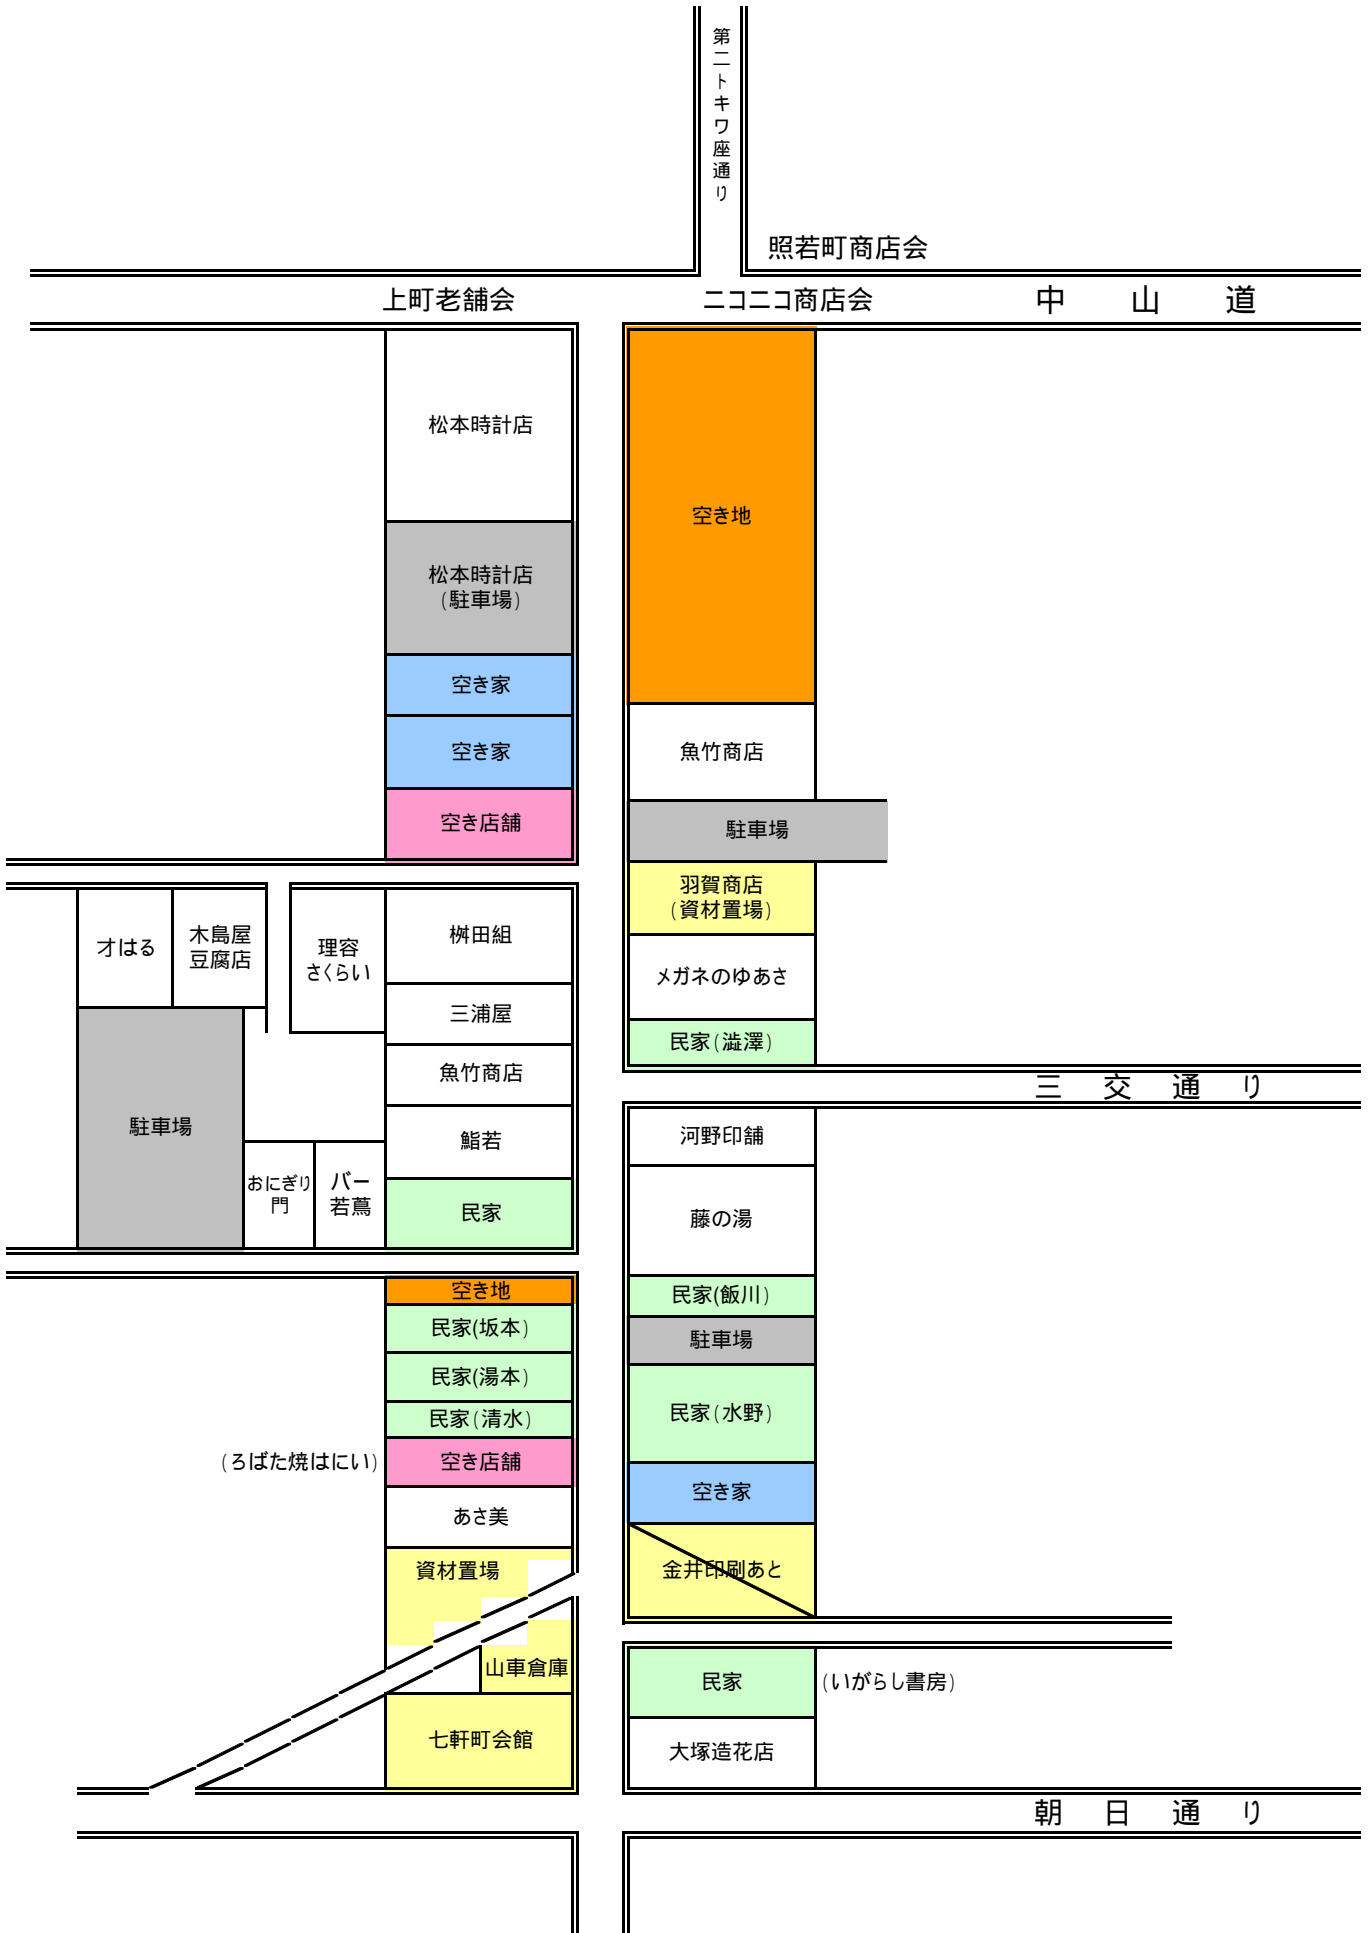 第二トキワ座通り
照若町商店会
上町老舗会
ニコニコ商店会
中山道
松本時計店
松本時計店
(駐車場)
空き家
空き家
空き店舗
空き地
魚竹商店
駐車場
羽賀商店
(資材置場)
メガネのゆあさ
民家(澁澤)
三交通り
才はる
木島屋
豆腐店
理容
さくらい
桝田組
三浦屋
魚竹商店
鮨若
民家
駐車場
おにぎり
門
バー
若蔦
河野印舗
藤の湯
民家(飯川)
駐車場
民家(水野)
空き家
金井印刷あと
空き地
民家(坂本)
民家(湯本)
民家(清水)
(ろばた焼はにい)
空き店舗
あさ美
資材置場
山車倉庫
七軒町会館
民家
(いがらし書房)
大塚造花店
朝日通り